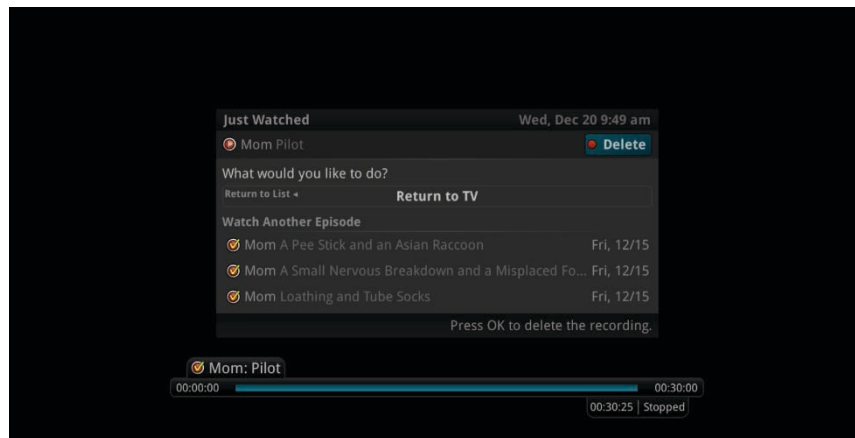 Just Watched Wed, Dec 20 9:49 am
Mom Pilot Delete
What would you like to do?
Return to List ◂ Return to TV
Watch Another Episode
Mom A Pee Stick and an Asian Raccoon Fri, 12/15
Mom A Small Nervous Breakdown and a Misplaced Fo... Fri, 12/15
Mom Loathing and Tube Socks Fri, 12/15
Press OK to delete the recording.
Mom: Pilot
00:00:00 00:30:00
00:30:25 | Stopped